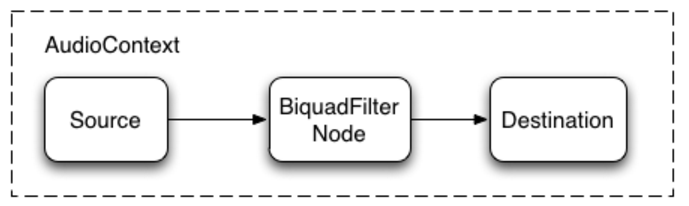 AudioContext
Source
BiquadFilter
Node
Destination